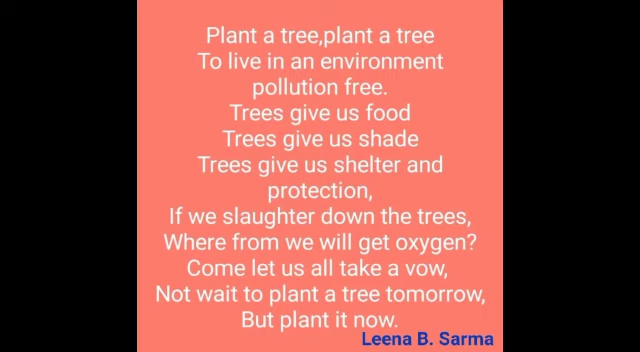 Plant a tree,plant a tree
To live in an environment
pollution free.
Trees give us food
Trees give us shade
Trees give us shelter and
protection,
If we slaughter down the trees,
Where from we will get oxygen?
Come let us all take a vow,
Not wait to plant a tree tomorrow,
But plant it now.
Leena B. Sarma